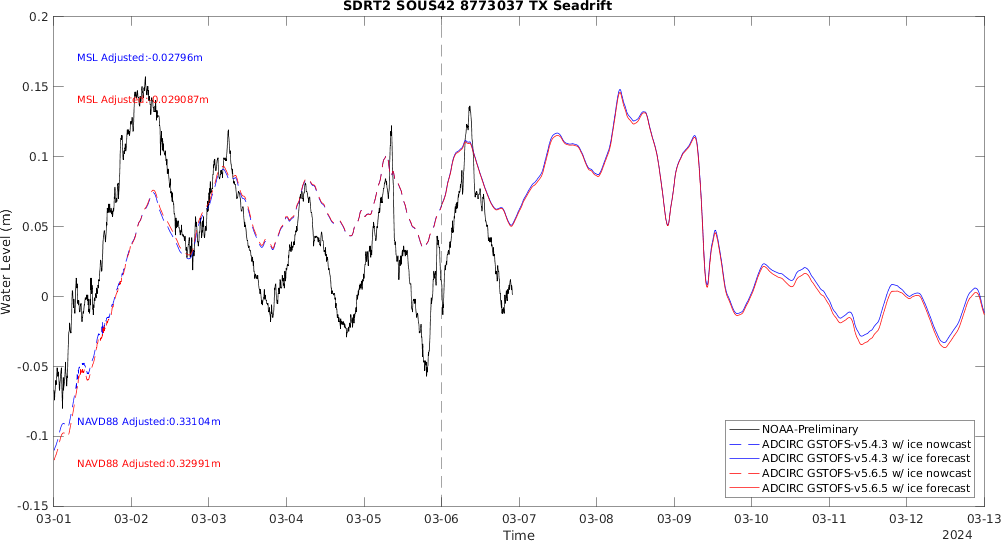 SDRT2 SOUS42 8773037 TX Seadrift
0.2
0.15
0.1
0.05
0
-0.05
-0.1
-0.15
Water Level (m)
MSL Adjusted:-0.02796m
MSL Adjusted:-0.029087m
NAVD88 Adjusted:0.33104m
NAVD88 Adjusted:0.32991m
NOAA-Preliminary
ADCIRC GSTOFS-v5.4.3 w/ ice nowcast
ADCIRC GSTOFS-v5.4.3 w/ ice forecast
ADCIRC GSTOFS-v5.6.5 w/ ice nowcast
ADCIRC GSTOFS-v5.6.5 w/ ice forecast
03-01 03-02 03-03 03-04 03-05 03-06 03-07 03-08 03-09 03-10 03-11 03-12 03-13
Time
2024